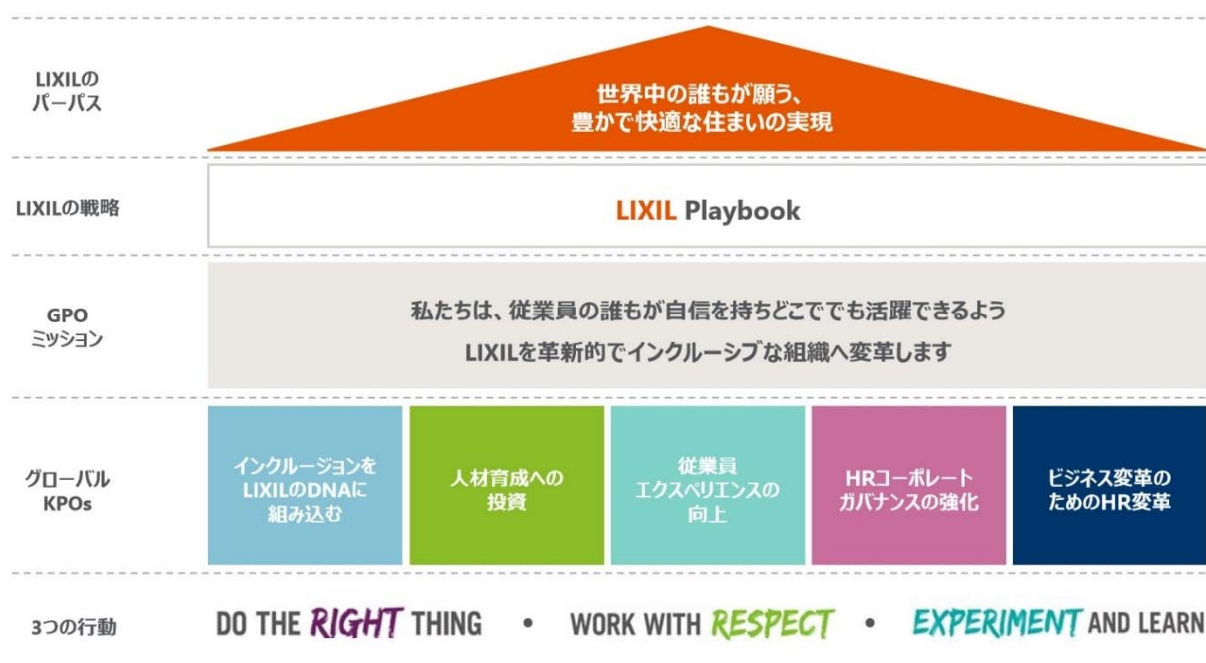 LIXILの
パーパス
世界中の誰もが願う、
豊かで快適な住まいの実現
LIXILの戦略
LIXIL Playbook
GPO
ミッション
私たちは、従業員の誰もが自信を持ちどこででも活躍できるよう
LIXILを革新的でインクルーシブな組織へ変革します
グローバル
KPOs
インクルージョンを
LIXILのDNAに
組み込む
人材育成への
投資
従業員
エクスペリエンスの
向上
HRコーポレート
ガバナンスの強化
ビジネス変革の
ためのHR変革
3つの行動
DO THE RIGHT THING • WORK WITH RESPECT • EXPERIMENT AND LEARN